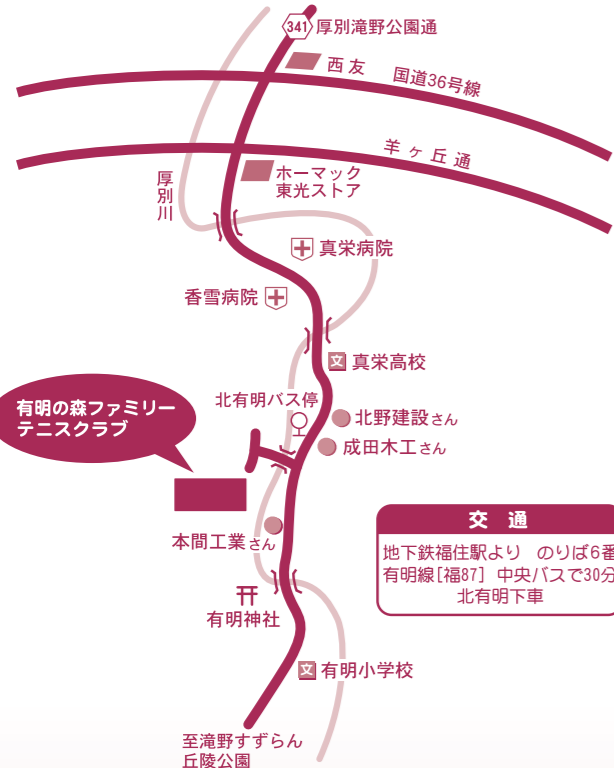 341
厚別滝野公園通
西友
国道36号線
羊ヶ丘通
ホーマック
東光ストア
厚別川
真栄病院
香雪病院
文
真栄高校
有明の森ファミリー
テニスクラブ
北有明バス停
北野建設さん
成田木工さん
本間工業さん
交通
地下鉄福住駅より のりば6番
有明線[福87] 中央バスで30分
北有明下車
有明神社
文
有明小学校
至滝野すずらん
丘陵公園